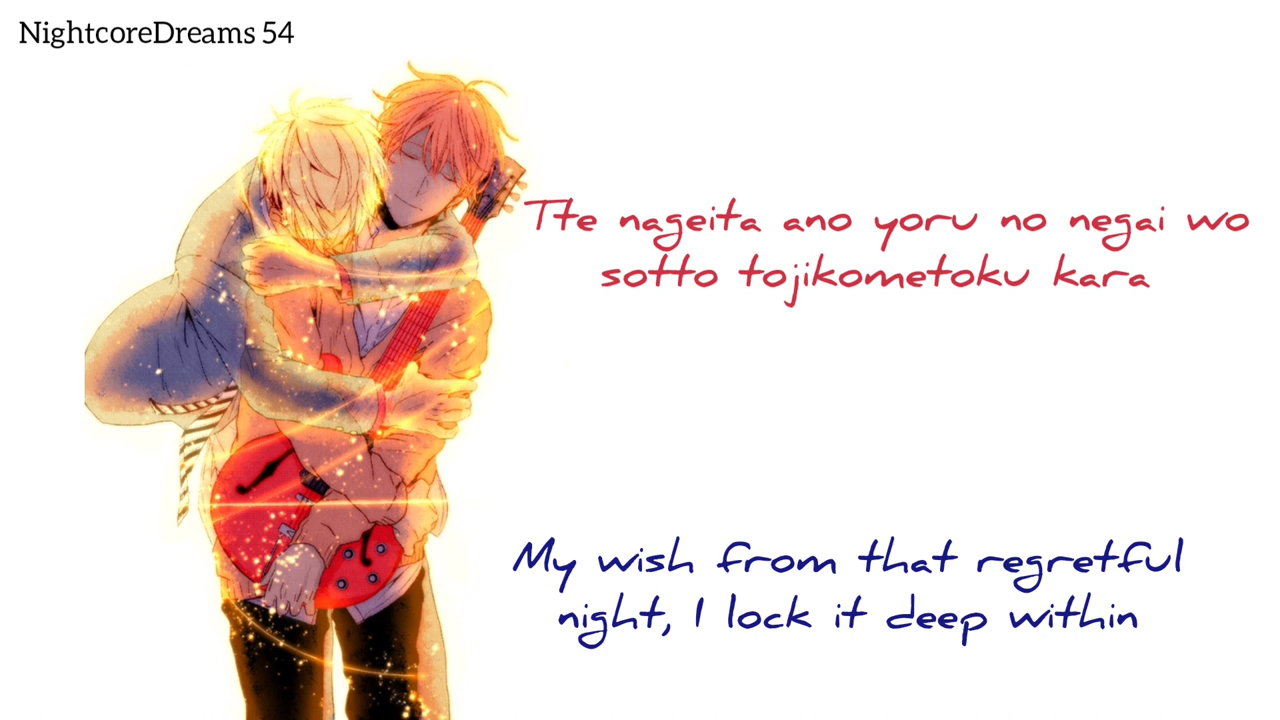 NightcoreDreams 54
Tte nageita ano yoru no negai wo
sotto tojikometoku kara
My wish from that regretful
night, I lock it deep within